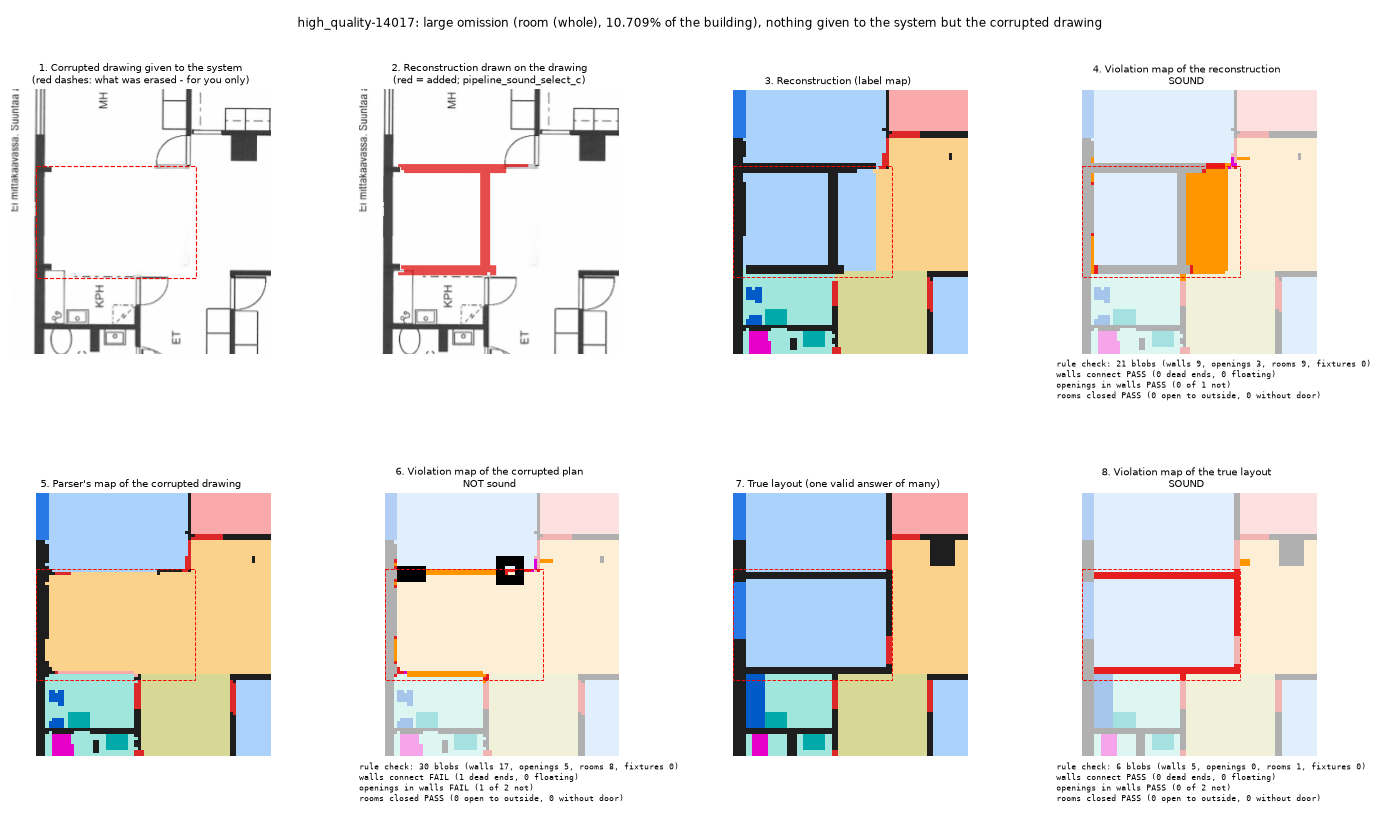 high_quality-14017: large omission (room (whole), 10.709% of the building), nothing given to the system but the corrupted drawing
1. Corrupted drawing given to the system
(red dashes: what was erased - for you only)
2. Reconstruction drawn on the drawing
(red = added; pipeline_sound_select_c)
3. Reconstruction (label map)
4. Violation map of the reconstruction
SOUND
Ei mittakaavassa. Suuntaa
MH
KPH
ET
Ei mittakaavassa. Suuntaa
MH
KPH
ET
rule check: 21 blobs (walls 9, openings 3, rooms 9, fixtures 0)
walls connect PASS (0 dead ends, 0 floating)
openings in walls PASS (0 of 1 not)
rooms closed PASS (0 open to outside, 0 without door)
5. Parser's map of the corrupted drawing
6. Violation map of the corrupted plan
NOT sound
7. True layout (one valid answer of many)
8. Violation map of the true layout
SOUND
rule check: 30 blobs (walls 17, openings 5, rooms 8, fixtures 0)
walls connect FAIL (1 dead ends, 0 floating)
openings in walls FAIL (1 of 2 not)
rooms closed PASS (0 open to outside, 0 without door)
rule check: 6 blobs (walls 5, openings 0, rooms 1, fixtures 0)
walls connect PASS (0 dead ends, 0 floating)
openings in walls PASS (0 of 2 not)
rooms closed PASS (0 open to outside, 0 without door)